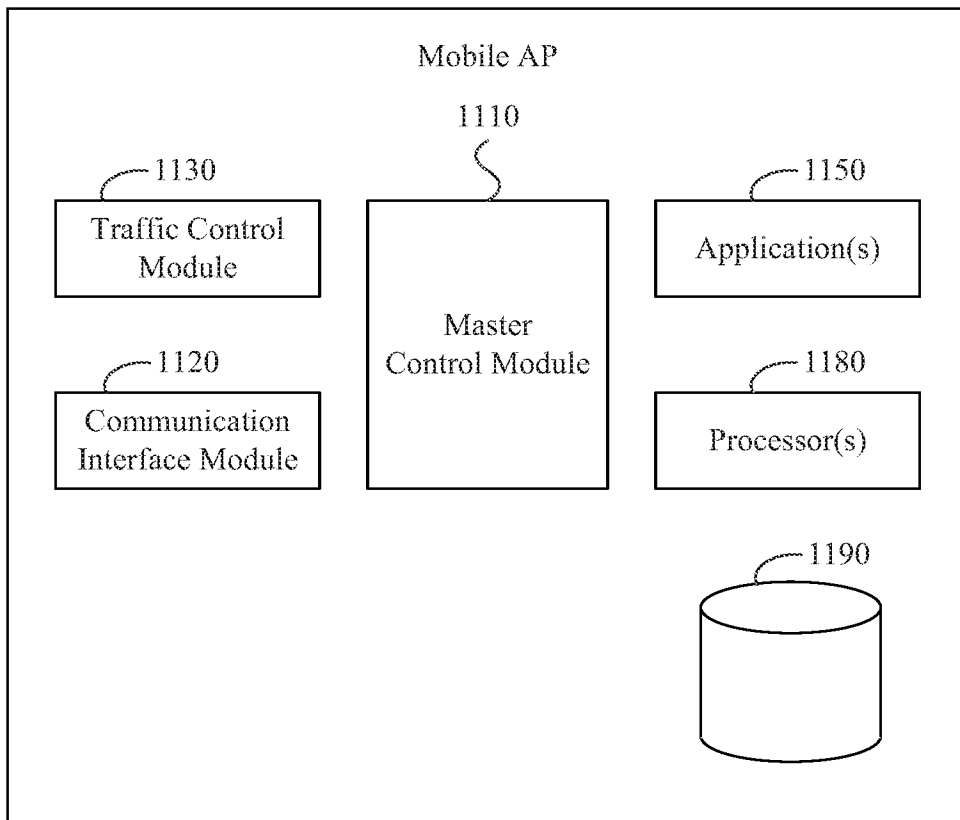 Mobile AP
1110
1130
1150
Traffic Control
Module
Master
Control Module
Application(s)
1120
1180
Communication
Interface Module
Processor(s)
1190